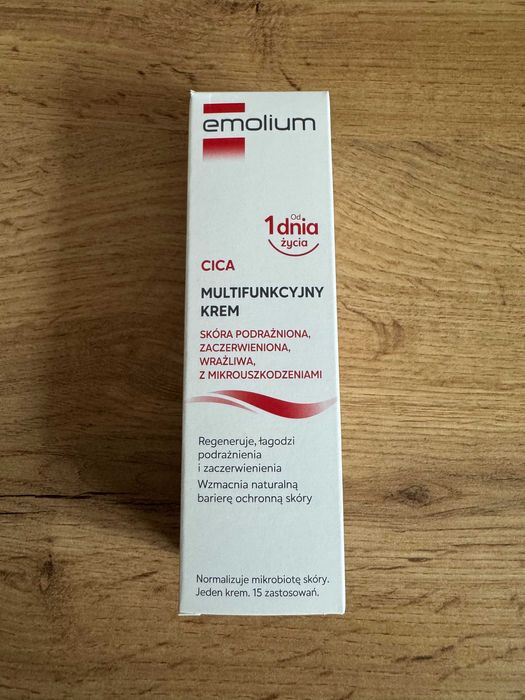 emolium
Od
1 dnia
życia
CICA
MULTIFUNKCYJNY
KREM
SKÓRA PODRAŻNIONA,
ZACZERWIENIONA,
WRAŻLIWA,
Z MIKROUSZKODZENIAMI
Regeneruje, łagodzi
podrażnienia
i zaczerwienienia
Wzmacnia naturalną
barierę ochronną skóry
Normalizuje mikrobiotę skóry.
Jeden krem. 15 zastosowań.